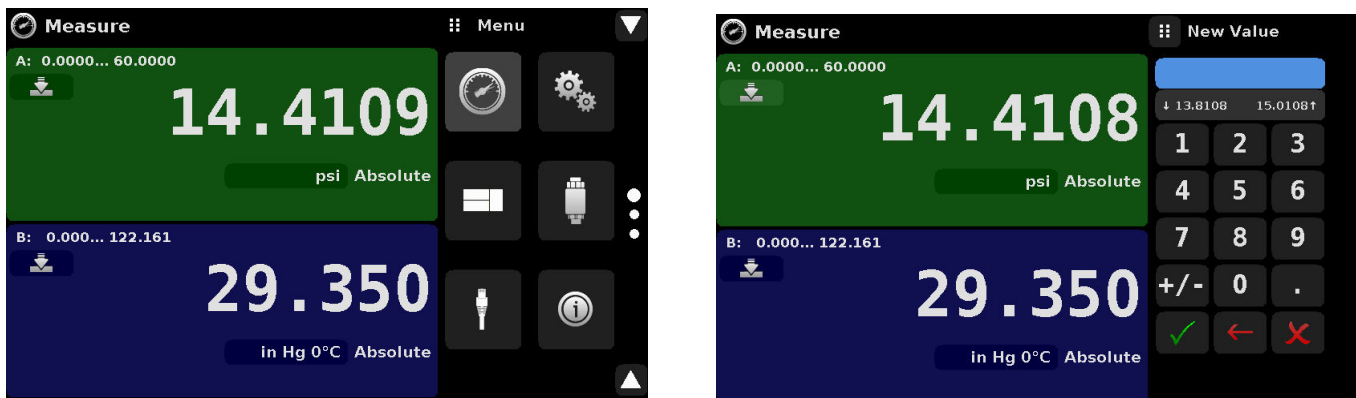 Measure
Menu
A: 0.0000... 60.0000
14.4109
psi Absolute
B: 0.000... 122.161
29.350
in Hg 0°C Absolute
Measure
New Value
A: 0.0000... 60.0000
14.4108
psi Absolute
B: 0.000... 122.161
29.350
in Hg 0°C Absolute
↓ 13.8108 15.0108↑
1 2 3
4 5 6
7 8 9
+/- 0 .